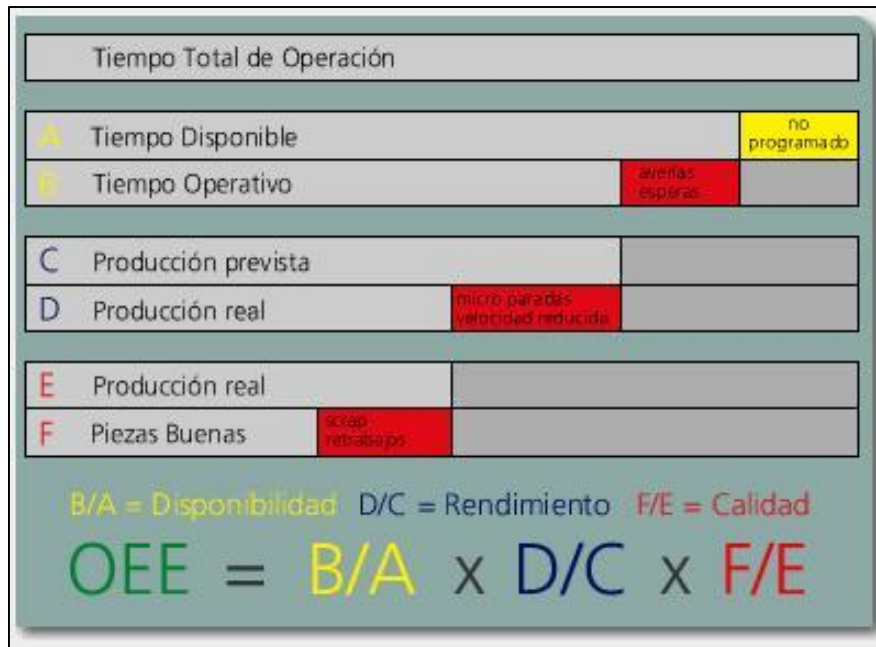 Tiempo Total de Operación
A Tiempo Disponible
no
programado
B Tiempo Operativo
averias
esperas
C Producción prevista
D Producción real
micro paradas
velocidad reducida
E Producción real
F Piezas Buenas
scrap
retrabajos
B/A = Disponibilidad D/C = Rendimiento F/E = Calidad
OEE = B/A x D/C x F/E